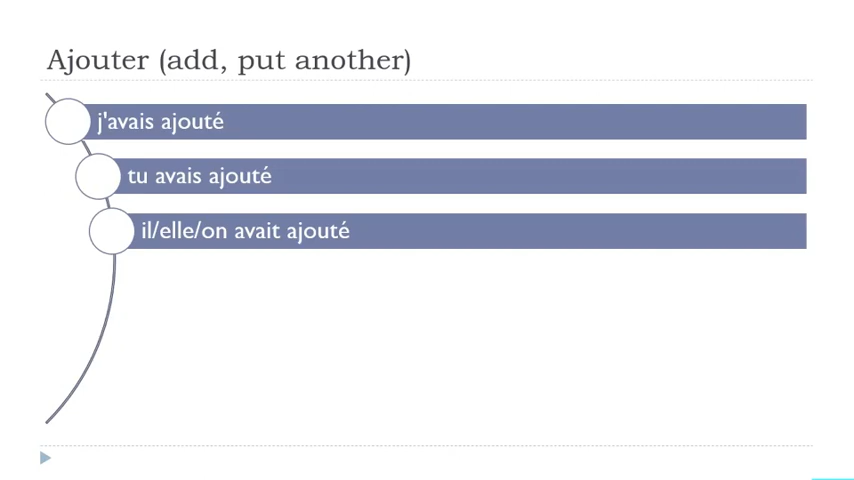 Ajouter (add, put another)
j'avais ajouté
tu avais ajouté
il/elle/on avait ajouté